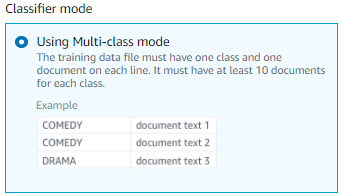 Classifier mode
Using Multi-class mode
The training data file must have one class and one
document on each line. It must have at least 10 documents
for each class.
Example
COMEDY document text 1
COMEDY document text 2
DRAMA document text 3